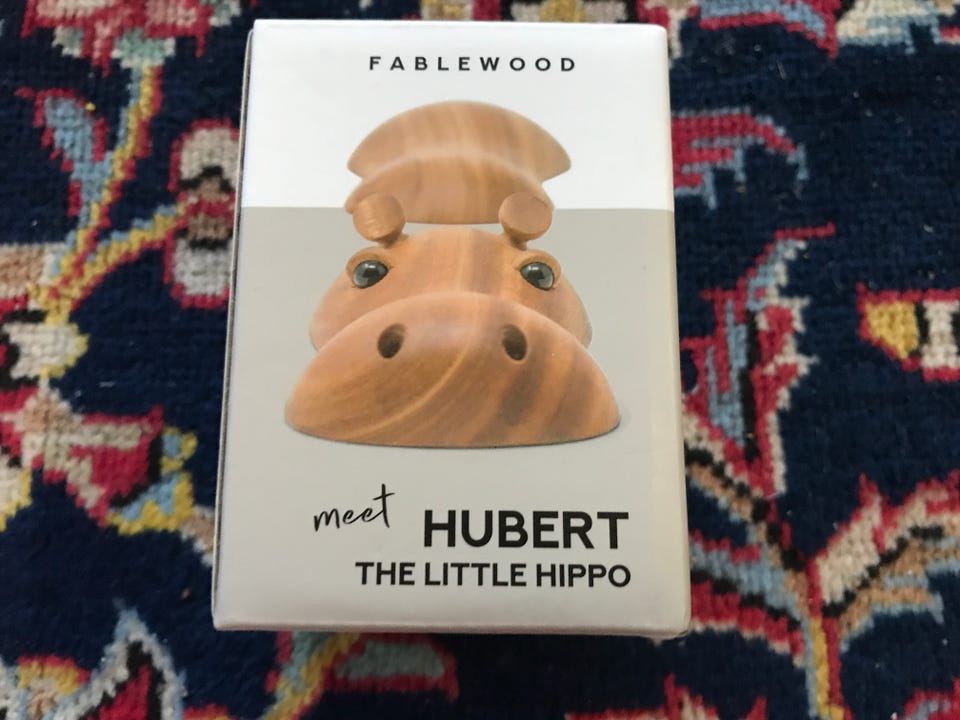 FABLEWOOD
meet HUBERT
THE LITTLE HIPPO